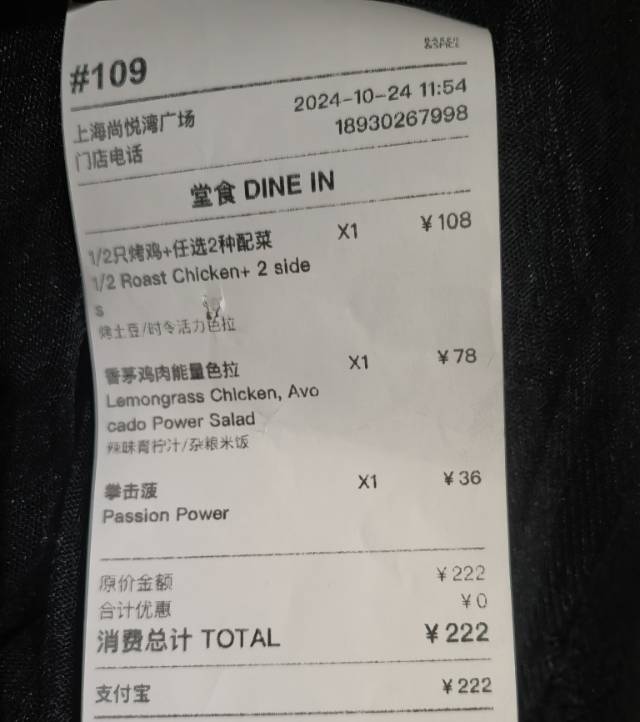 #109
上海尚悦湾广场 2024-10-24 11:54
门店电话 18930267998
堂食 DINE IN
1/2只烤鸡+任选2种配菜 X1 ¥108
1/2 Roast Chicken+ 2 side
s
烤土豆/时令活力色拉
香茅鸡肉能量色拉 X1 ¥78
Lemongrass Chicken, Avo
cado Power Salad
辣味青柠汁/杂粮米饭
拳击菠 X1 ¥36
Passion Power
原价金额 ¥222
合计优惠 ¥0
消费总计 TOTAL ¥222
支付宝 ¥222